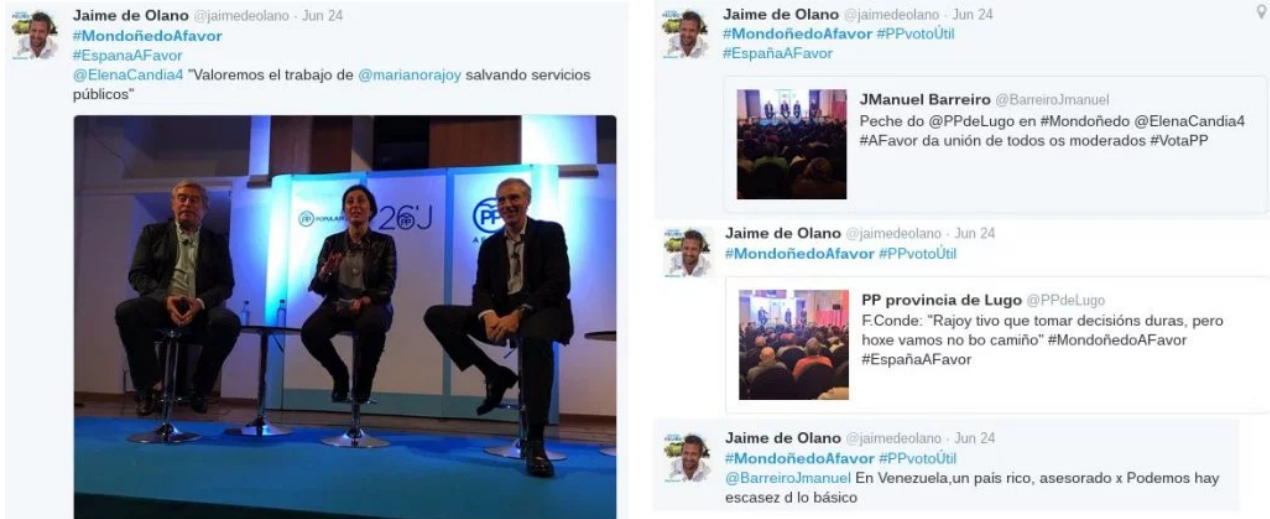 Jaime de Olano @jaimedeolano · Jun 24
#MondoñedoAfavor
#EspanaAFavor
@ElenaCandia4 "Valoremos el trabajo de @marianorajoy salvando servicios
públicos"
POPULAR
26'J
PP
Jaime de Olano @jaimedeolano · Jun 24
#MondoñedoAfavor #PPvotoÚtil
#EspañaAFavor
JManuel Barreiro @BarreiroJmanuel
Peche do @PPdeLugo en #Mondoñedo @ElenaCandia4
#AFavor da unión de todos os moderados #VotaPP
Jaime de Olano @jaimedeolano · Jun 24
#MondoñedoAfavor #PPvotoÚtil
PP provincia de Lugo @PPdeLugo
F.Conde: "Rajoy tivo que tomar decisións duras, pero
hoxe vamos no bo camiño" #MondoñedoAFavor
#EspañaAFavor
Jaime de Olano @jaimedeolano · Jun 24
#MondoñedoAfavor #PPvotoÚtil
@BarreiroJmanuel En Venezuela,un país rico, asesorado x Podemos hay
escasez d lo básico